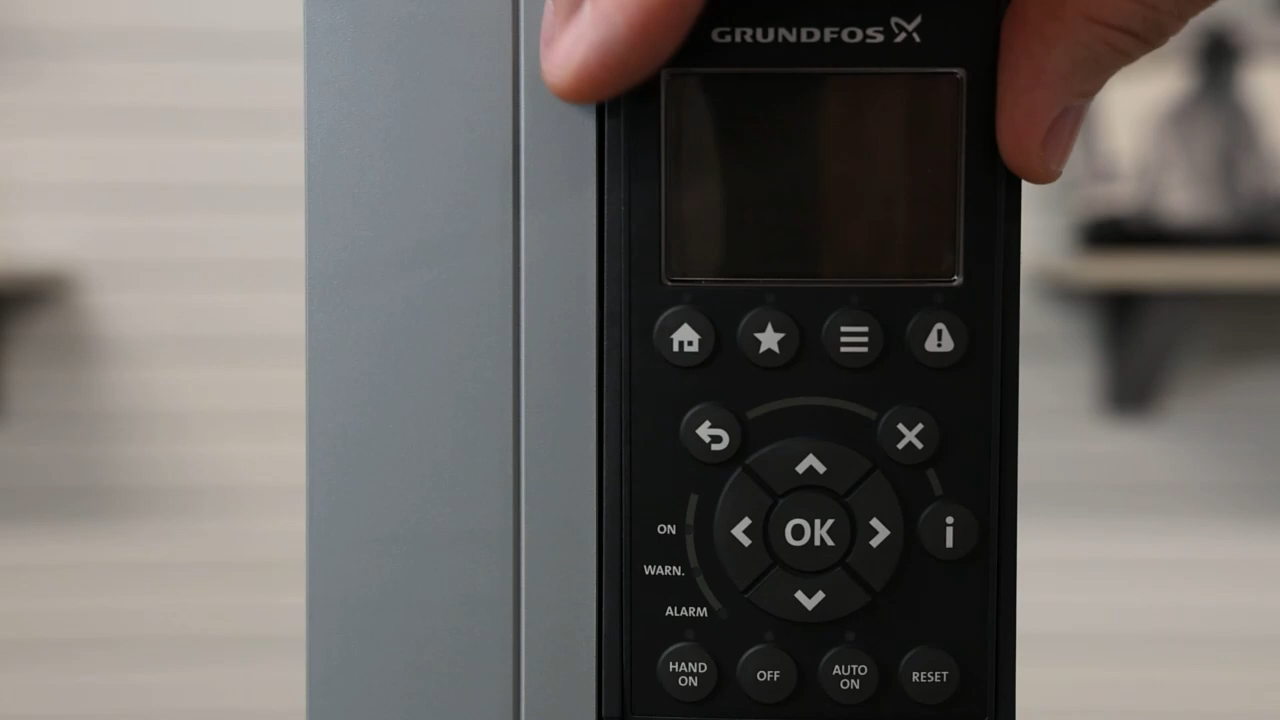 GRUNDFOS
OK
i
ON
WARN.
ALARM
HAND
ON
OFF
AUTO
ON
RESET